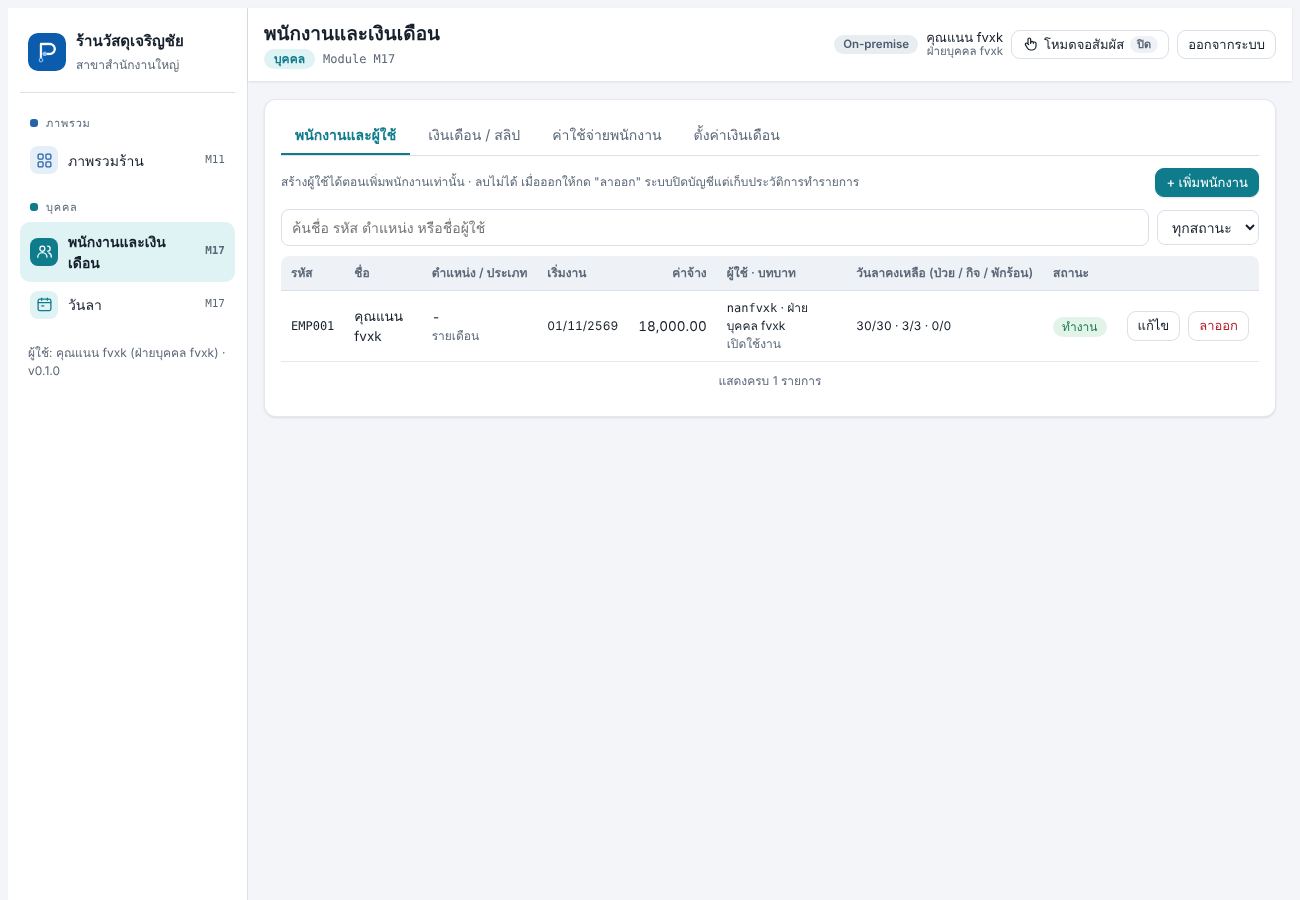 ร้านวัสดุเจริญชัย
สาขาสำนักงานใหญ่
ภาพรวม
ภาพรวมร้าน M11
บุคคล
พนักงานและเงิน
เดือน M17
วันลา M17
ผู้ใช้: คุณแนน fvxk (ฝ่ายบุคคล fvxk) ·
v0.1.0
พนักงานและเงินเดือน
บุคคล Module M17
On-premise
คุณแนน fvxk
ฝ่ายบุคคล fvxk
โหมดจอสัมผัส ปิด
ออกจากระบบ
พนักงานและผู้ใช้ เงินเดือน / สลิป ค่าใช้จ่ายพนักงาน ตั้งค่าเงินเดือน
สร้างผู้ใช้ได้ตอนเพิ่มพนักงานเท่านั้น · ลบไม่ได้ เมื่อออกให้กด "ลาออก" ระบบปิดบัญชีแต่เก็บประวัติการทำรายการ
+ เพิ่มพนักงาน
ค้นชื่อ รหัส ตำแหน่ง หรือชื่อผู้ใช้
ทุกสถานะ
รหัส ชื่อ ตำแหน่ง / ประเภท เริ่มงาน ค่าจ้าง ผู้ใช้ · บทบาท วันลาคงเหลือ (ป่วย / กิจ / พักร้อน) สถานะ
EMP001
คุณแนน
fvxk
-
รายเดือน
01/11/2569
18,000.00
nanfvxk · ฝ่าย
บุคคล fvxk
เปิดใช้งาน
30/30 · 3/3 · 0/0
ทำงาน
แก้ไข
ลาออก
แสดงครบ 1 รายการ